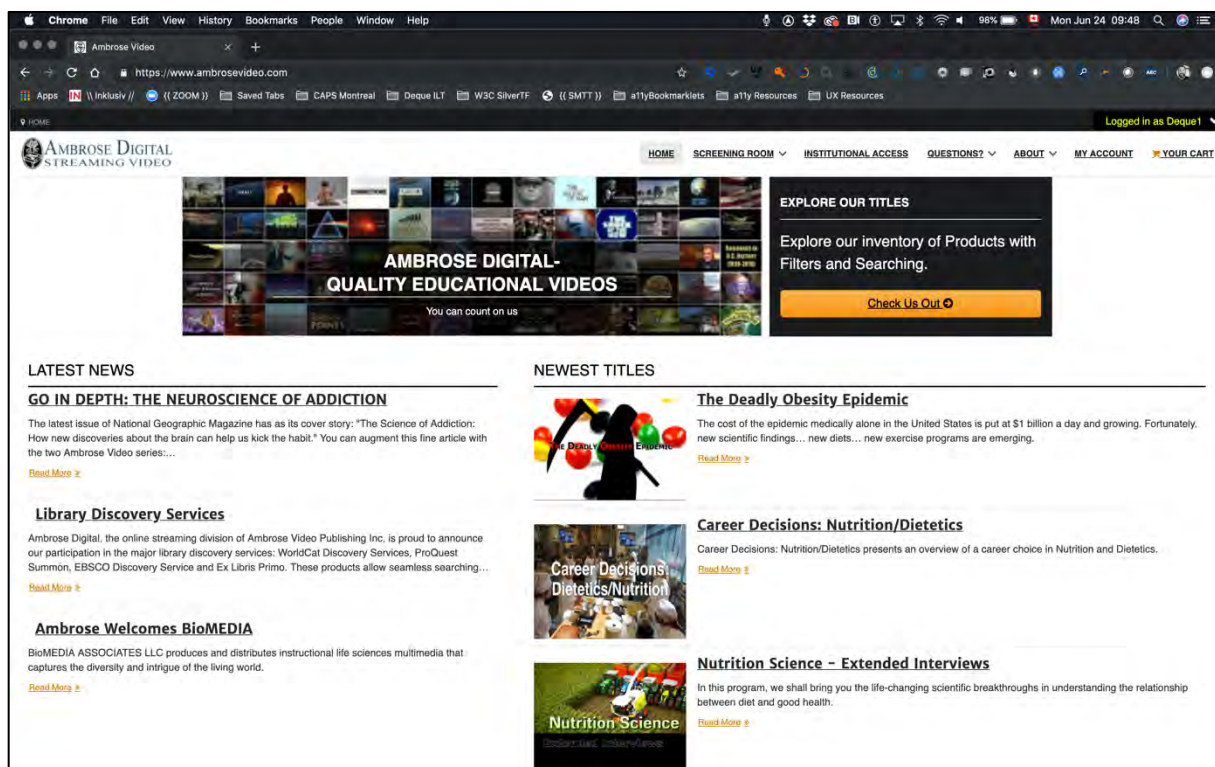 Chrome File Edit View History Bookmarks People Window Help 98% Mon Jun 24 09:48
Ambrose Video
https://www.ambrosevideo.com
Apps \\ Inklusiv // (( ZOOM )) Saved Tabs CAPS Montreal Deque ILT W3C SilverTF (( SMTT )) a11yBookmarklets a11y Resources UX Resources
HOME Logged in as Deque1
AMBROSE DIGITAL
STREAMING VIDEO
HOME SCREENING ROOM INSTITUTIONAL ACCESS QUESTIONS? ABOUT MY ACCOUNT YOUR CART
AMBROSE DIGITAL-
QUALITY EDUCATIONAL VIDEOS
You can count on us
EXPLORE OUR TITLES
Explore our inventory of Products with
Filters and Searching.
Check Us Out
LATEST NEWS
GO IN DEPTH: THE NEUROSCIENCE OF ADDICTION
The latest issue of National Geographic Magazine has as its cover story: "The Science of Addiction:
How new discoveries about the brain can help us kick the habit." You can augment this fine article with
the two Ambrose Video series:...
Read More »
Library Discovery Services
Ambrose Digital, the online streaming division of Ambrose Video Publishing Inc, is proud to announce
our participation in the major library discovery services: WorldCat Discovery Services, ProQuest
Summon, EBSCO Discovery Service and Ex Libris Primo. These products allow seamless searching...
Read More »
Ambrose Welcomes BioMEDIA
BioMEDIA ASSOCIATES LLC produces and distributes instructional life sciences multimedia that
captures the diversity and intrigue of the living world.
Read More »
NEWEST TITLES
THE DEADLY OBESITY EPIDEMIC
The Deadly Obesity Epidemic
The cost of the epidemic medically alone in the United States is put at $1 billion a day and growing. Fortunately,
new scientific findings... new diets... new exercise programs are emerging.
Read More »
Career Decisions:
Dietetics/Nutrition
Career Decisions: Nutrition/Dietetics
Career Decisions: Nutrition/Dietetics presents an overview of a career choice in Nutrition and Dietetics.
Read More »
Nutrition Science
Extended Interviews
Nutrition Science – Extended Interviews
In this program, we shall bring you the life-changing scientific breakthroughs in understanding the relationship
between diet and good health.
Read More »